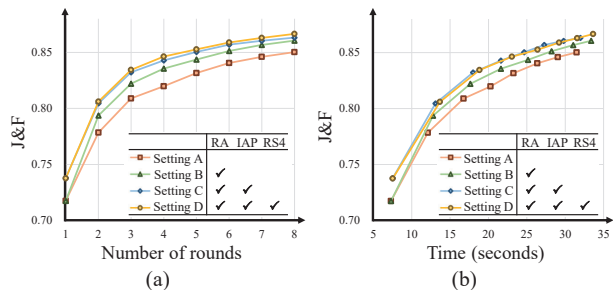 J&F
0.85
0.80
0.75
0.70
RA IAP RS4
Setting A
Setting B ✓
Setting C ✓ ✓
Setting D ✓ ✓ ✓
1 2 3 4 5 6 7 8
Number of rounds
(a)
J&F
0.85
0.80
0.75
0.70
RA IAP RS4
Setting A
Setting B ✓
Setting C ✓ ✓
Setting D ✓ ✓ ✓
5 10 15 20 25 30 35
Time (seconds)
(b)